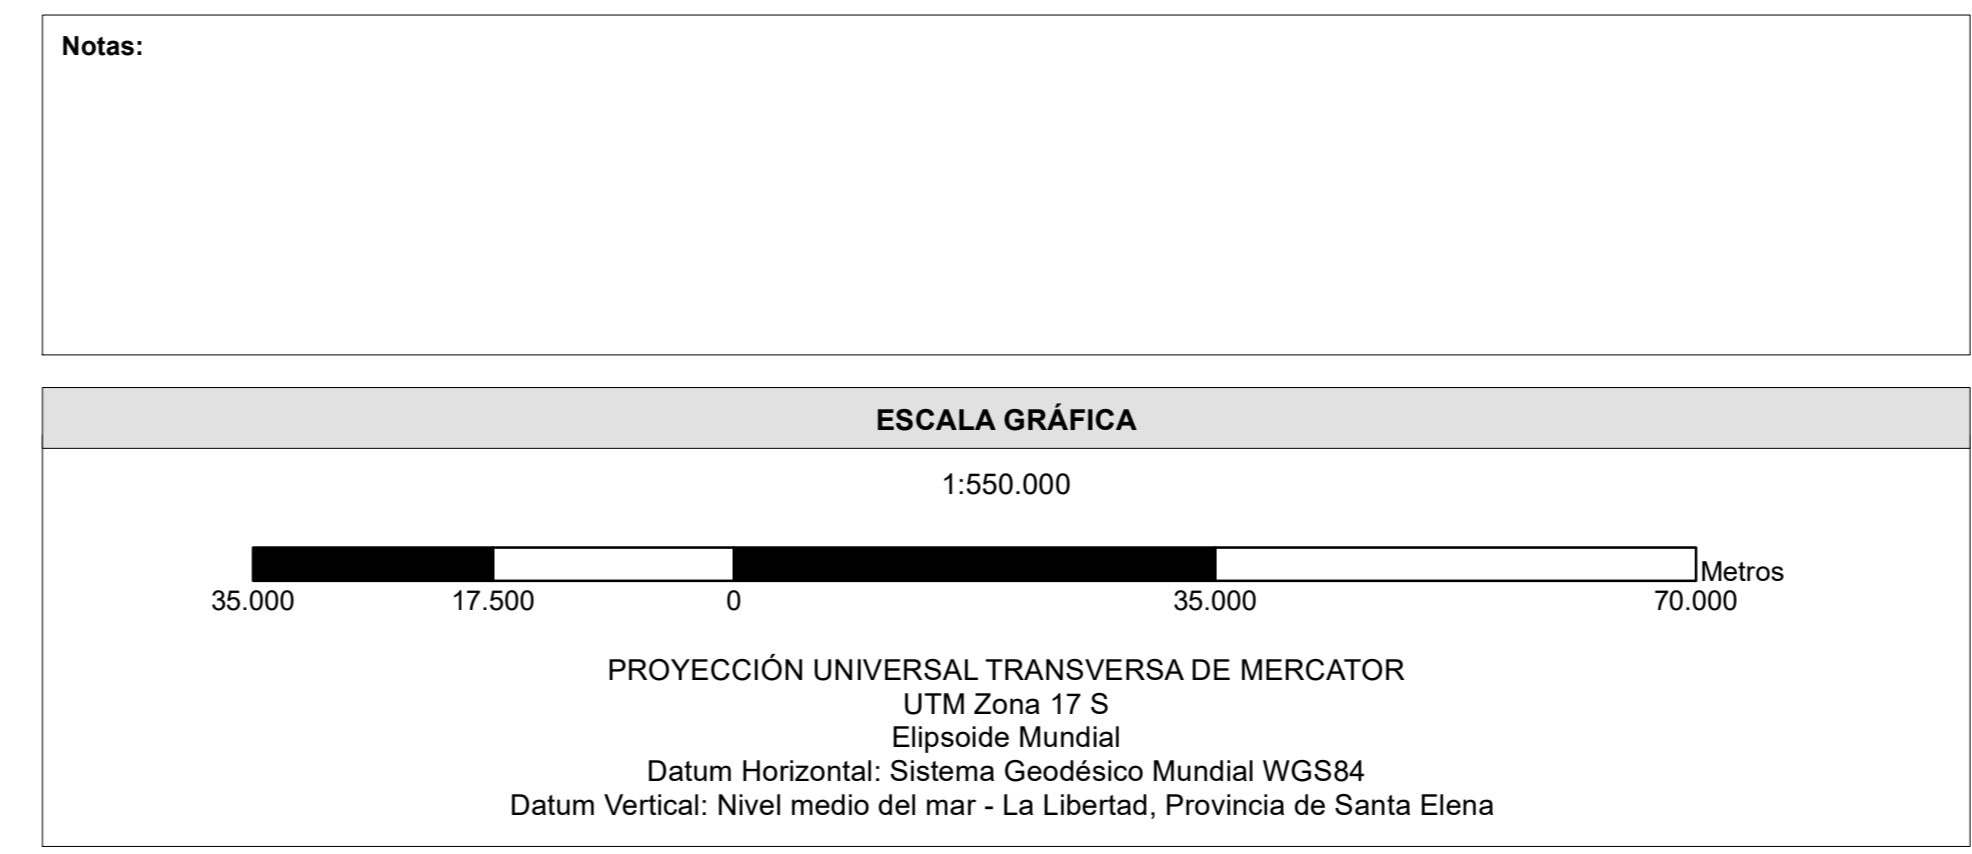 Notas:
ESCALA GRÁFICA
1:550.000
Metros
35.000 17.500 0 35.000 70.000
PROYECCIÓN UNIVERSAL TRANSVERSA DE MERCATOR
UTM Zona 17 S
Elipsoide Mundial
Datum Horizontal: Sistema Geodésico Mundial WGS84
Datum Vertical: Nivel medio del mar - La Libertad, Provincia de Santa Elena